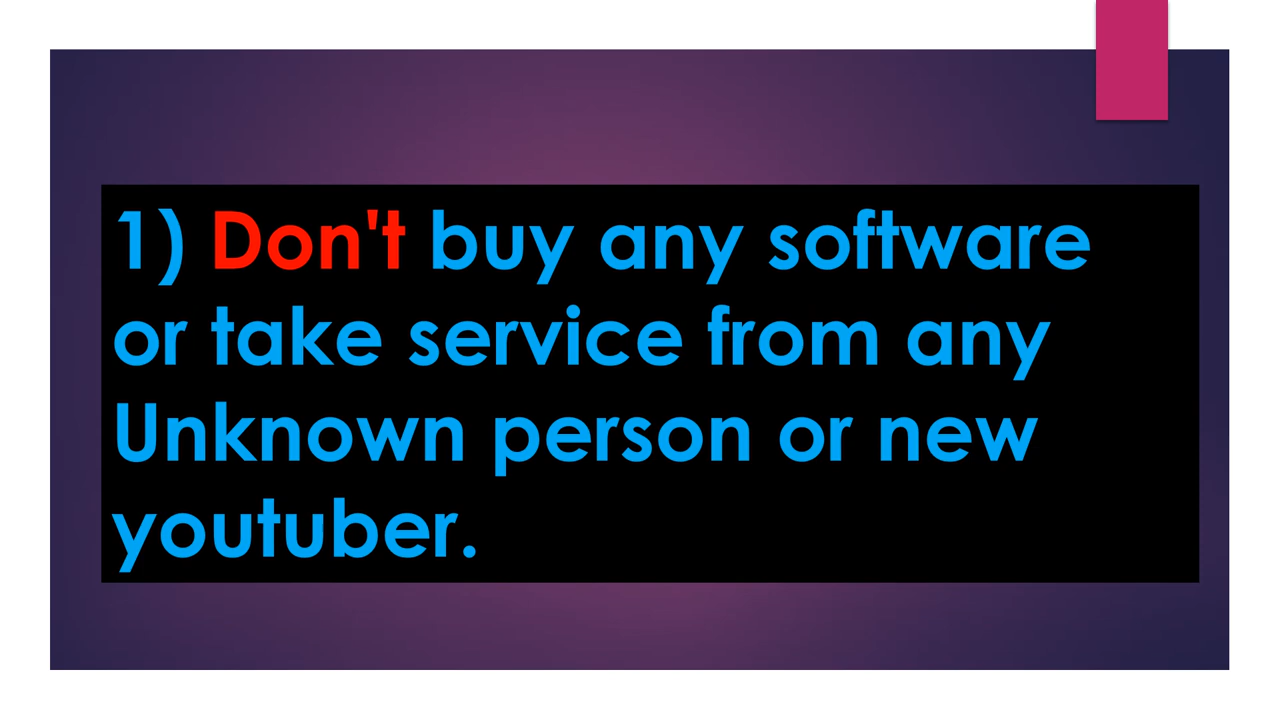 1) Don't buy any software
or take service from any
Unknown person or new
youtuber.